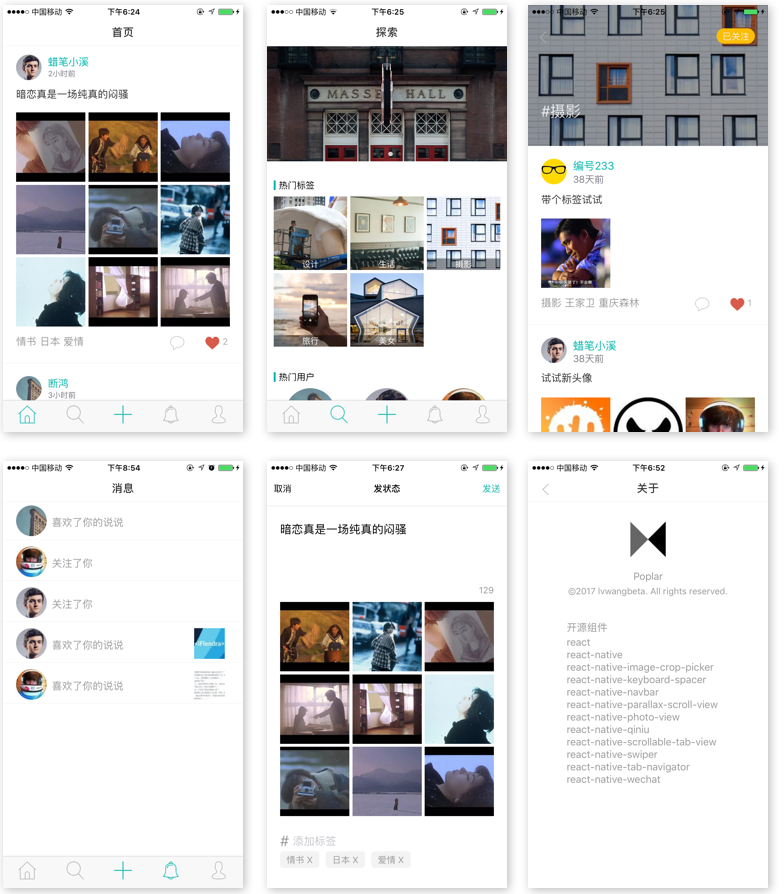 中国移动 下午6:24
首页
蜡笔小溪
2小时前
暗恋真是一场纯真的闷骚
情书 日本 爱情
2
断鸿
3小时前
中国移动 下午6:25
探索
MASSEY HALL
热门标签
设计 生活 摄影
旅行 美女
热门用户
中国移动 下午6:25
已关注
#摄影
编号233
38天前
带个标签试试
摄影 王家卫 重庆森林
1
蜡笔小溪
38天前
试试新头像
中国移动 下午8:54
消息
喜欢了你的说说
关注了你
关注了你
喜欢了你的说说
喜欢了你的说说
中国移动 下午6:27
取消 发状态 发送
暗恋真是一场纯真的闷骚
129
# 添加标签
情书 X 日本 X 爱情 X
中国移动 下午6:52
关于
Poplar
©2017 lvwangbeta. All rights reserved.
开源组件
react
react-native
react-native-image-crop-picker
react-native-keyboard-spacer
react-native-navbar
react-native-parallax-scroll-view
react-native-photo-view
react-native-qiniu
react-native-scrollable-tab-view
react-native-swiper
react-native-tab-navigator
react-native-wechat